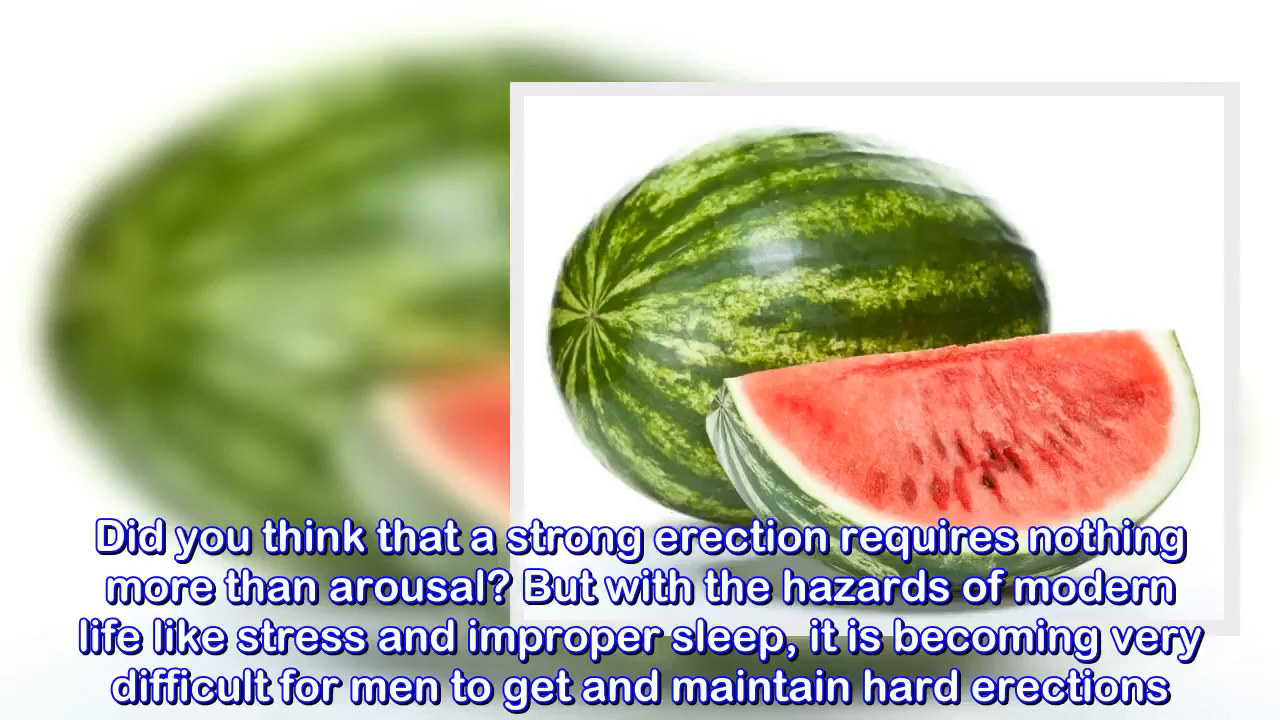 Did you think that a strong erection requires nothing
more than arousal? But with the hazards of modern
life like stress and improper sleep, it is becoming very
difficult for men to get and maintain hard erections